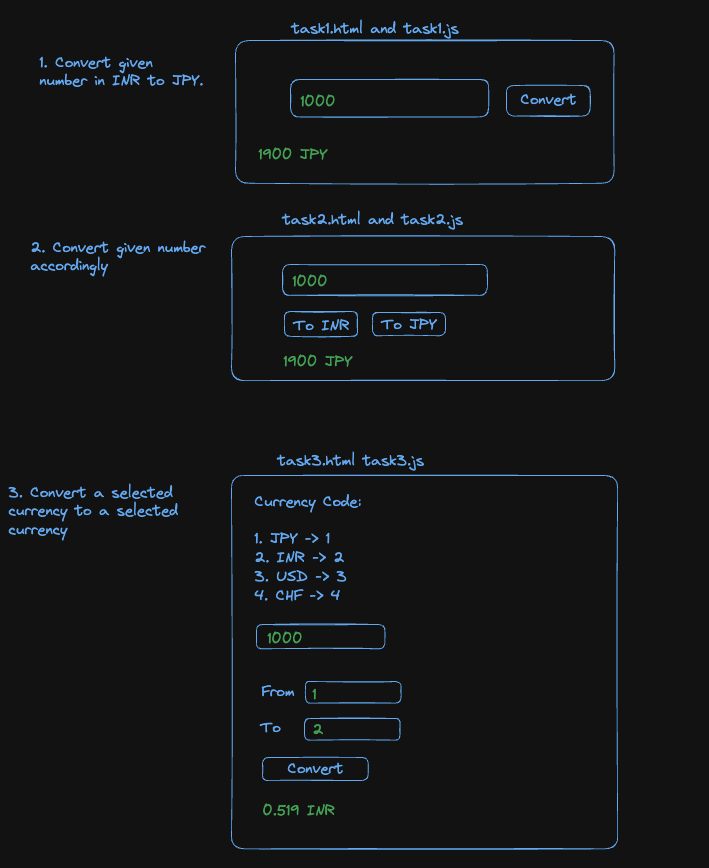 task1.html and task1.js
1. Convert given
number in INR to JPY.
1000
Convert
1900 JPY
task2.html and task2.js
2. Convert given number
accordingly
1000
To INR
To JPY
1900 JPY
task3.html task3.js
3. Convert a selected
currency to a selected
currency
Currency Code:
1. JPY -> 1
2. INR -> 2
3. USD -> 3
4. CHF -> 4
1000
From 1
To 2
Convert
0.519 INR